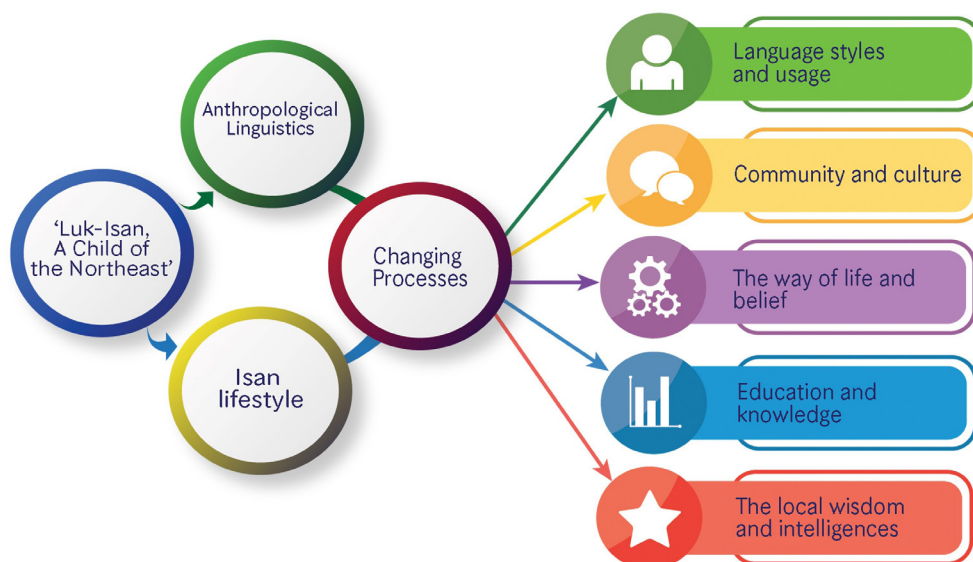 Anthropological
Linguistics
'Luk-Isan,
A Child of
the Northeast'
Isan
lifestyle
Changing
Processes
Language styles
and usage
Community and culture
The way of life and
belief
Education and
knowledge
The local wisdom
and intelligences